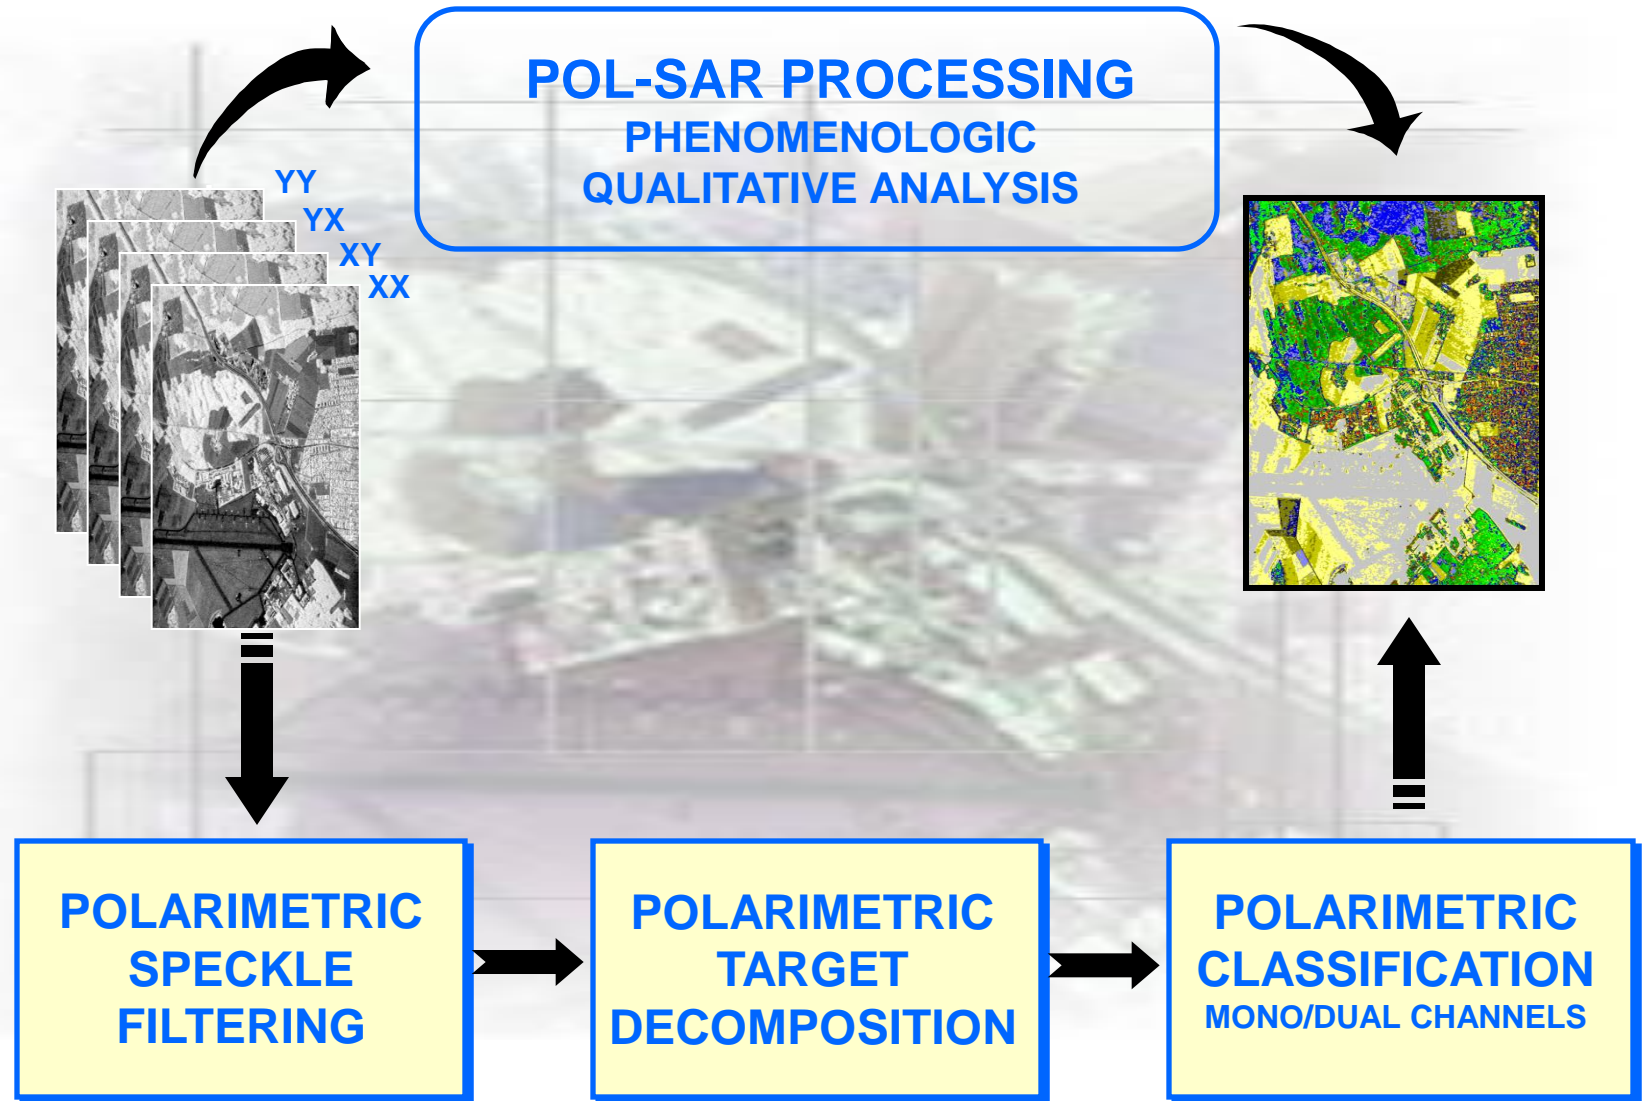 POL-SAR PROCESSING
PHENOMENOLOGIC
QUALITATIVE ANALYSIS
YY
YX
XY
XX
POLARIMETRIC
SPECKLE
FILTERING
POLARIMETRIC
TARGET
DECOMPOSITION
POLARIMETRIC
CLASSIFICATION
MONO/DUAL CHANNELS